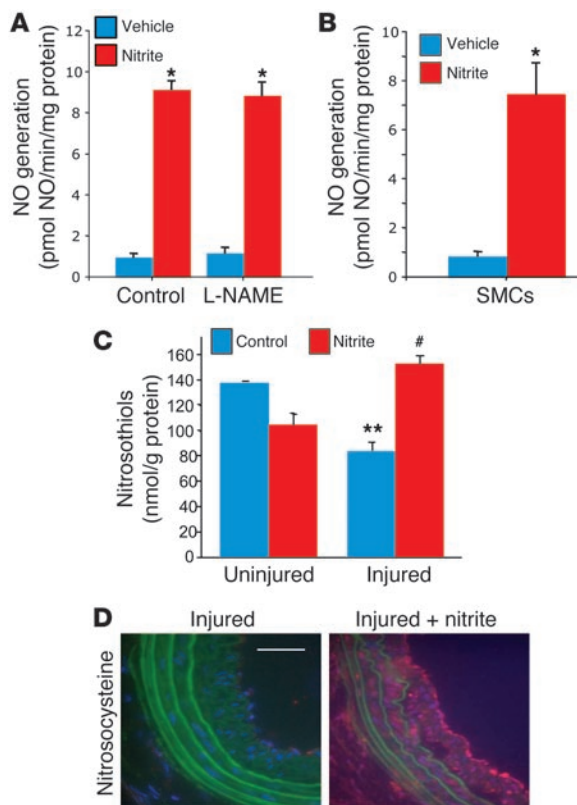 A
Vehicle
Nitrite
NO generation
(pmol NO/min/mg protein)
12
10
8
6
4
2
0
*
*
Control
L-NAME
B
Vehicle
Nitrite
NO generation
(pmol NO/min/mg protein)
10
8
6
4
2
0
*
SMCs
C
Control
Nitrite
Nitrosothiols
(nmol/g protein)
160
140
120
100
80
60
40
20
0
**
#
Uninjured
Injured
D
Injured
Injured + nitrite
Nitrosocysteine